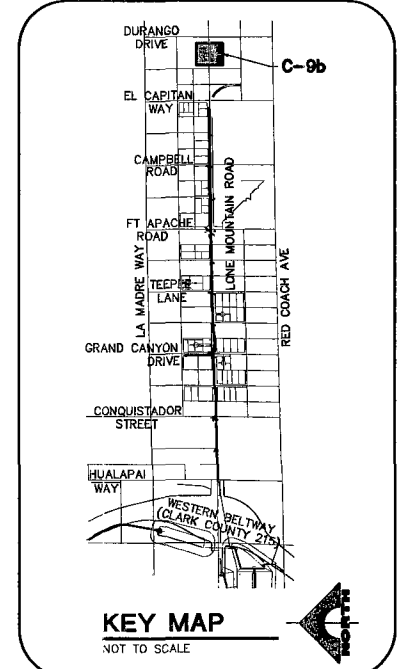 DURANGO
DRIVE
C-9b
EL CAPITAN
WAY
CAMPBELL
ROAD
LONE MOUNTAIN ROAD
FT APACHE
ROAD
LA MADRE WAY
TEEPEE
LANE
RED COACH AVE
GRAND CANYON
DRIVE
CONQUISTADOR
STREET
HUALAPAI
WAY
WESTERN BELTWAY
(CLARK COUNTY 215)
KEY MAP
NOT TO SCALE
NORTH